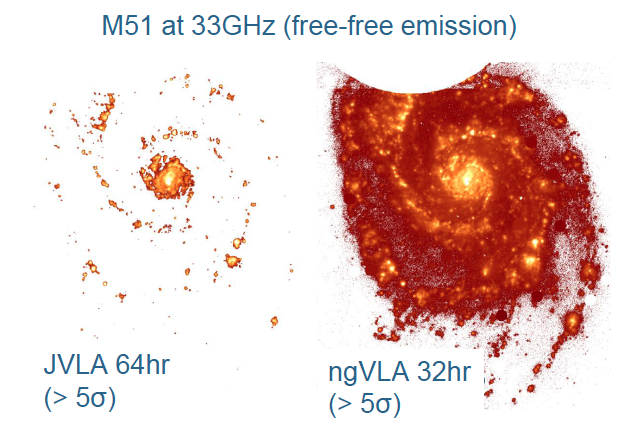 M51 at 33GHz (free-free emission)
JVLA 64hr
(> 5σ)
ngVLA 32hr
(> 5σ)